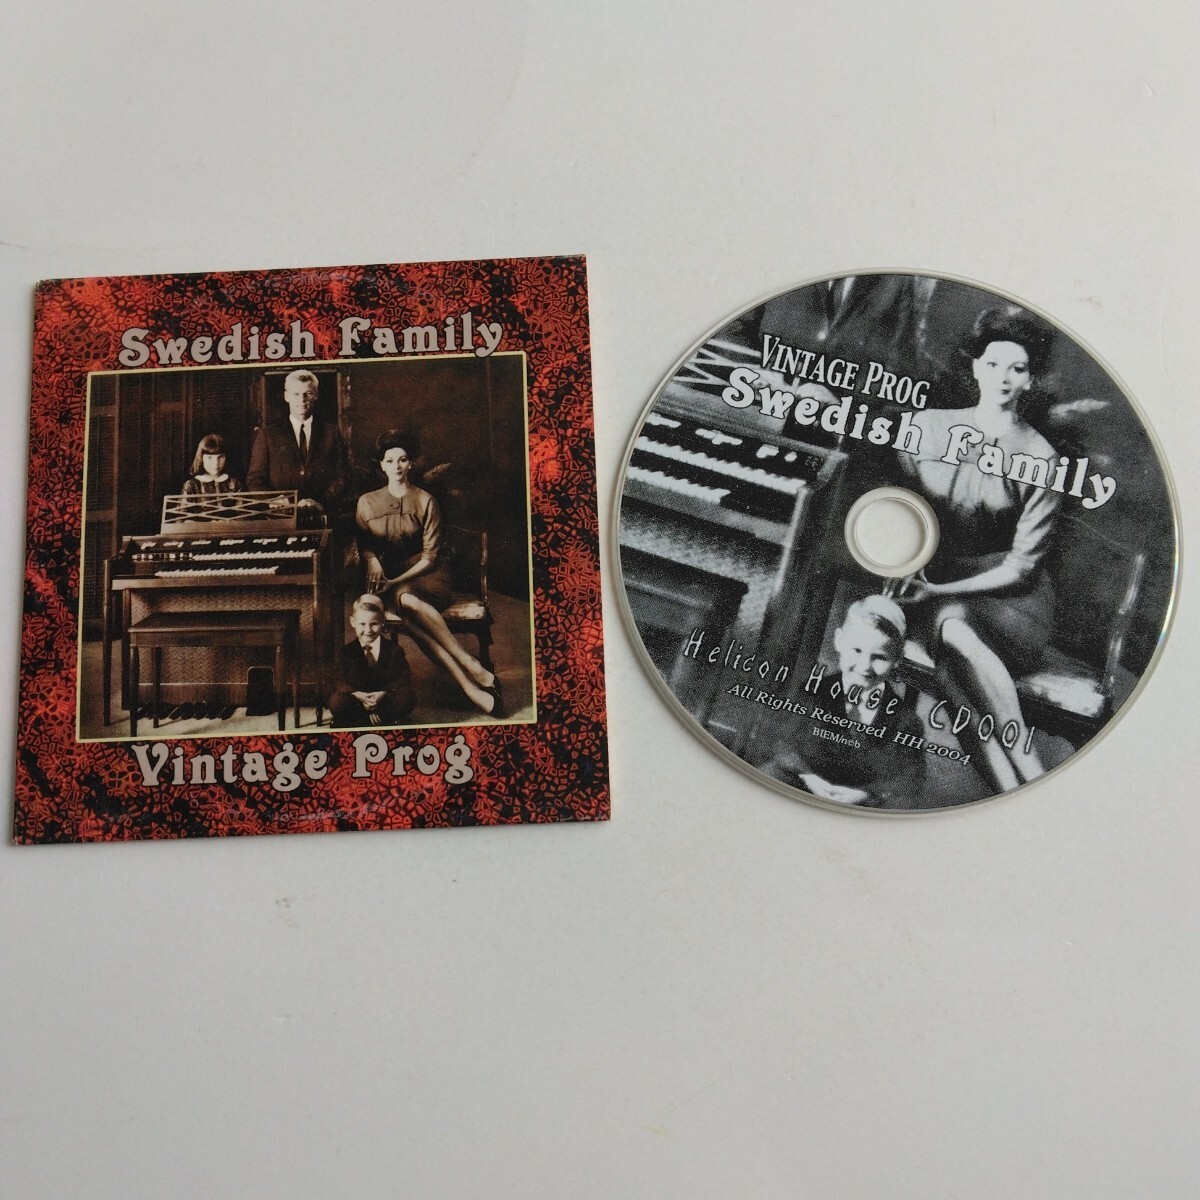 Swedish Family
Vintage Prog
VINTAGE PROG
Swedish Family
Helicon House CD001
All Rights Reserved HH 2004
BIEM/ncb